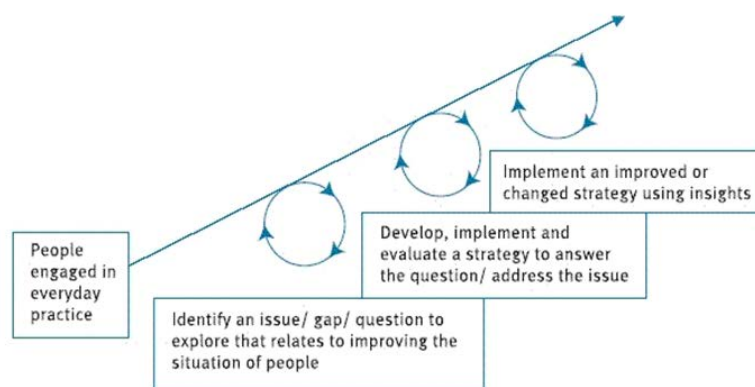 People
engaged in
everyday
practice
Identify an issue/ gap/ question to
explore that relates to improving the
situation of people
Develop, implement and
evaluate a strategy to answer
the question/ address the issue
Implement an improved or
changed strategy using insights